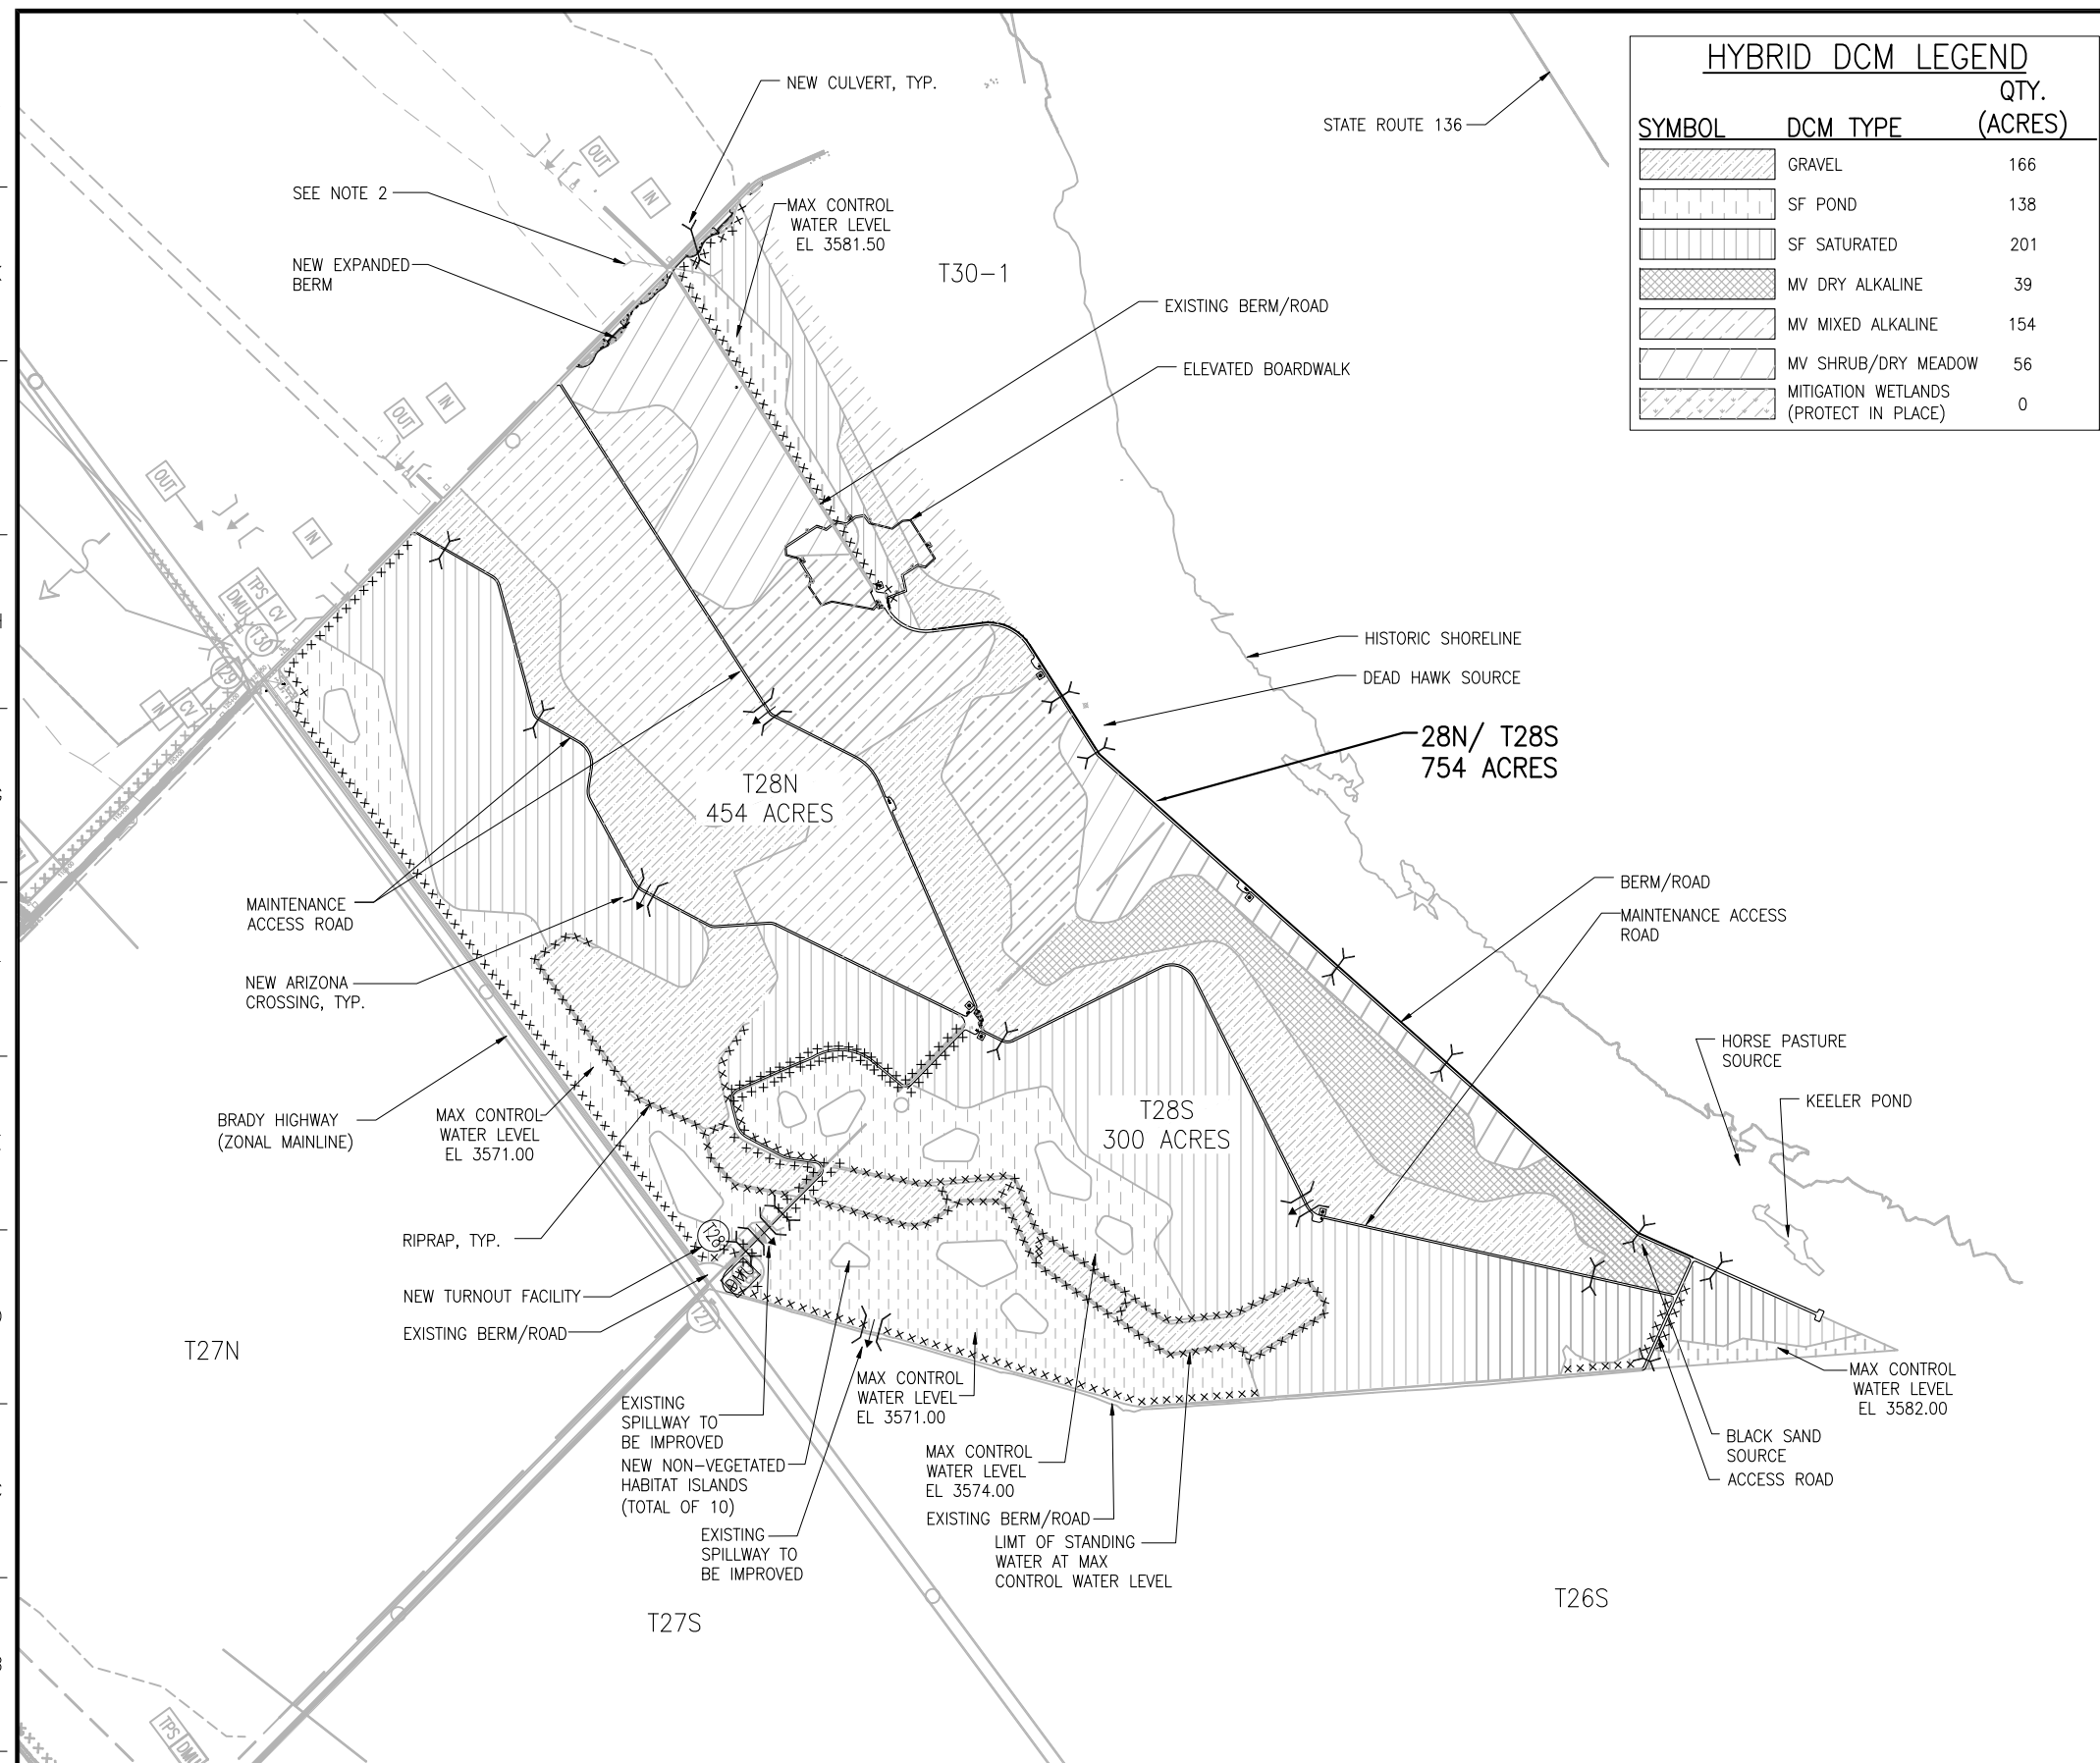 HYBRID DCM LEGEND
QTY.
SYMBOL DCM TYPE (ACRES)
GRAVEL 166
SF POND 138
SF SATURATED 201
MV DRY ALKALINE 39
MV MIXED ALKALINE 154
MV SHRUB/DRY MEADOW 56
MITIGATION WETLANDS
(PROTECT IN PLACE) 0
NEW CULVERT, TYP.
STATE ROUTE 136
SEE NOTE 2
OUT
IN
MAX CONTROL
WATER LEVEL
EL 3581.50
NEW EXPANDED
BERM
T30-1
EXISTING BERM/ROAD
ELEVATED BOARDWALK
OUT
IN
OUT
IN
TPS
CV
DMU
T30
T29
IN
CV
HISTORIC SHORELINE
DEAD HAWK SOURCE
28N/ T28S
754 ACRES
T28N
454 ACRES
MAINTENANCE
ACCESS ROAD
BERM/ROAD
MAINTENANCE ACCESS
ROAD
NEW ARIZONA
CROSSING, TYP.
HORSE PASTURE
SOURCE
KEELER POND
BRADY HIGHWAY
(ZONAL MAINLINE)
MAX CONTROL
WATER LEVEL
EL 3571.00
T28S
300 ACRES
RIPRAP, TYP.
T28
DMU
NEW TURNOUT FACILITY
EXISTING BERM/ROAD
T27
T27N
EXISTING
SPILLWAY TO
BE IMPROVED
MAX CONTROL
WATER LEVEL
EL 3571.00
MAX CONTROL
WATER LEVEL
EL 3582.00
NEW NON-VEGETATED
HABITAT ISLANDS
(TOTAL OF 10)
MAX CONTROL
WATER LEVEL
EL 3574.00
BLACK SAND
SOURCE
ACCESS ROAD
EXISTING BERM/ROAD
EXISTING
SPILLWAY TO
BE IMPROVED
LIMT OF STANDING
WATER AT MAX
CONTROL WATER LEVEL
T26S
T27S
TPS
DMU